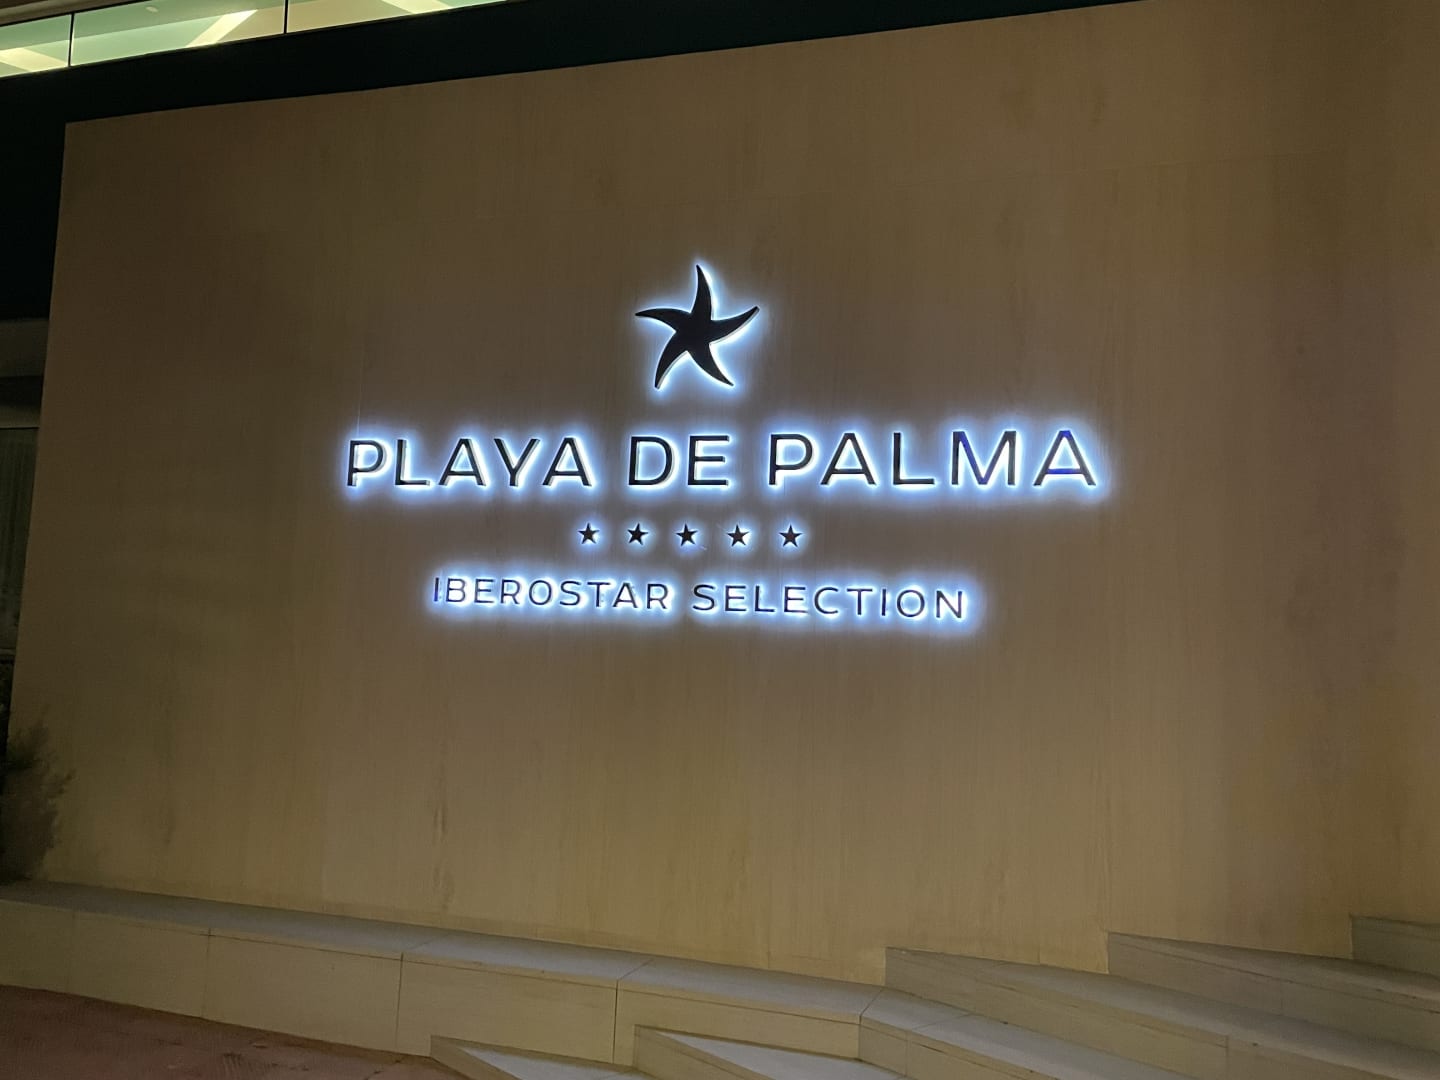 PLAYA DE PALMA
★ ★ ★ ★ ★
IBEROSTAR SELECTION